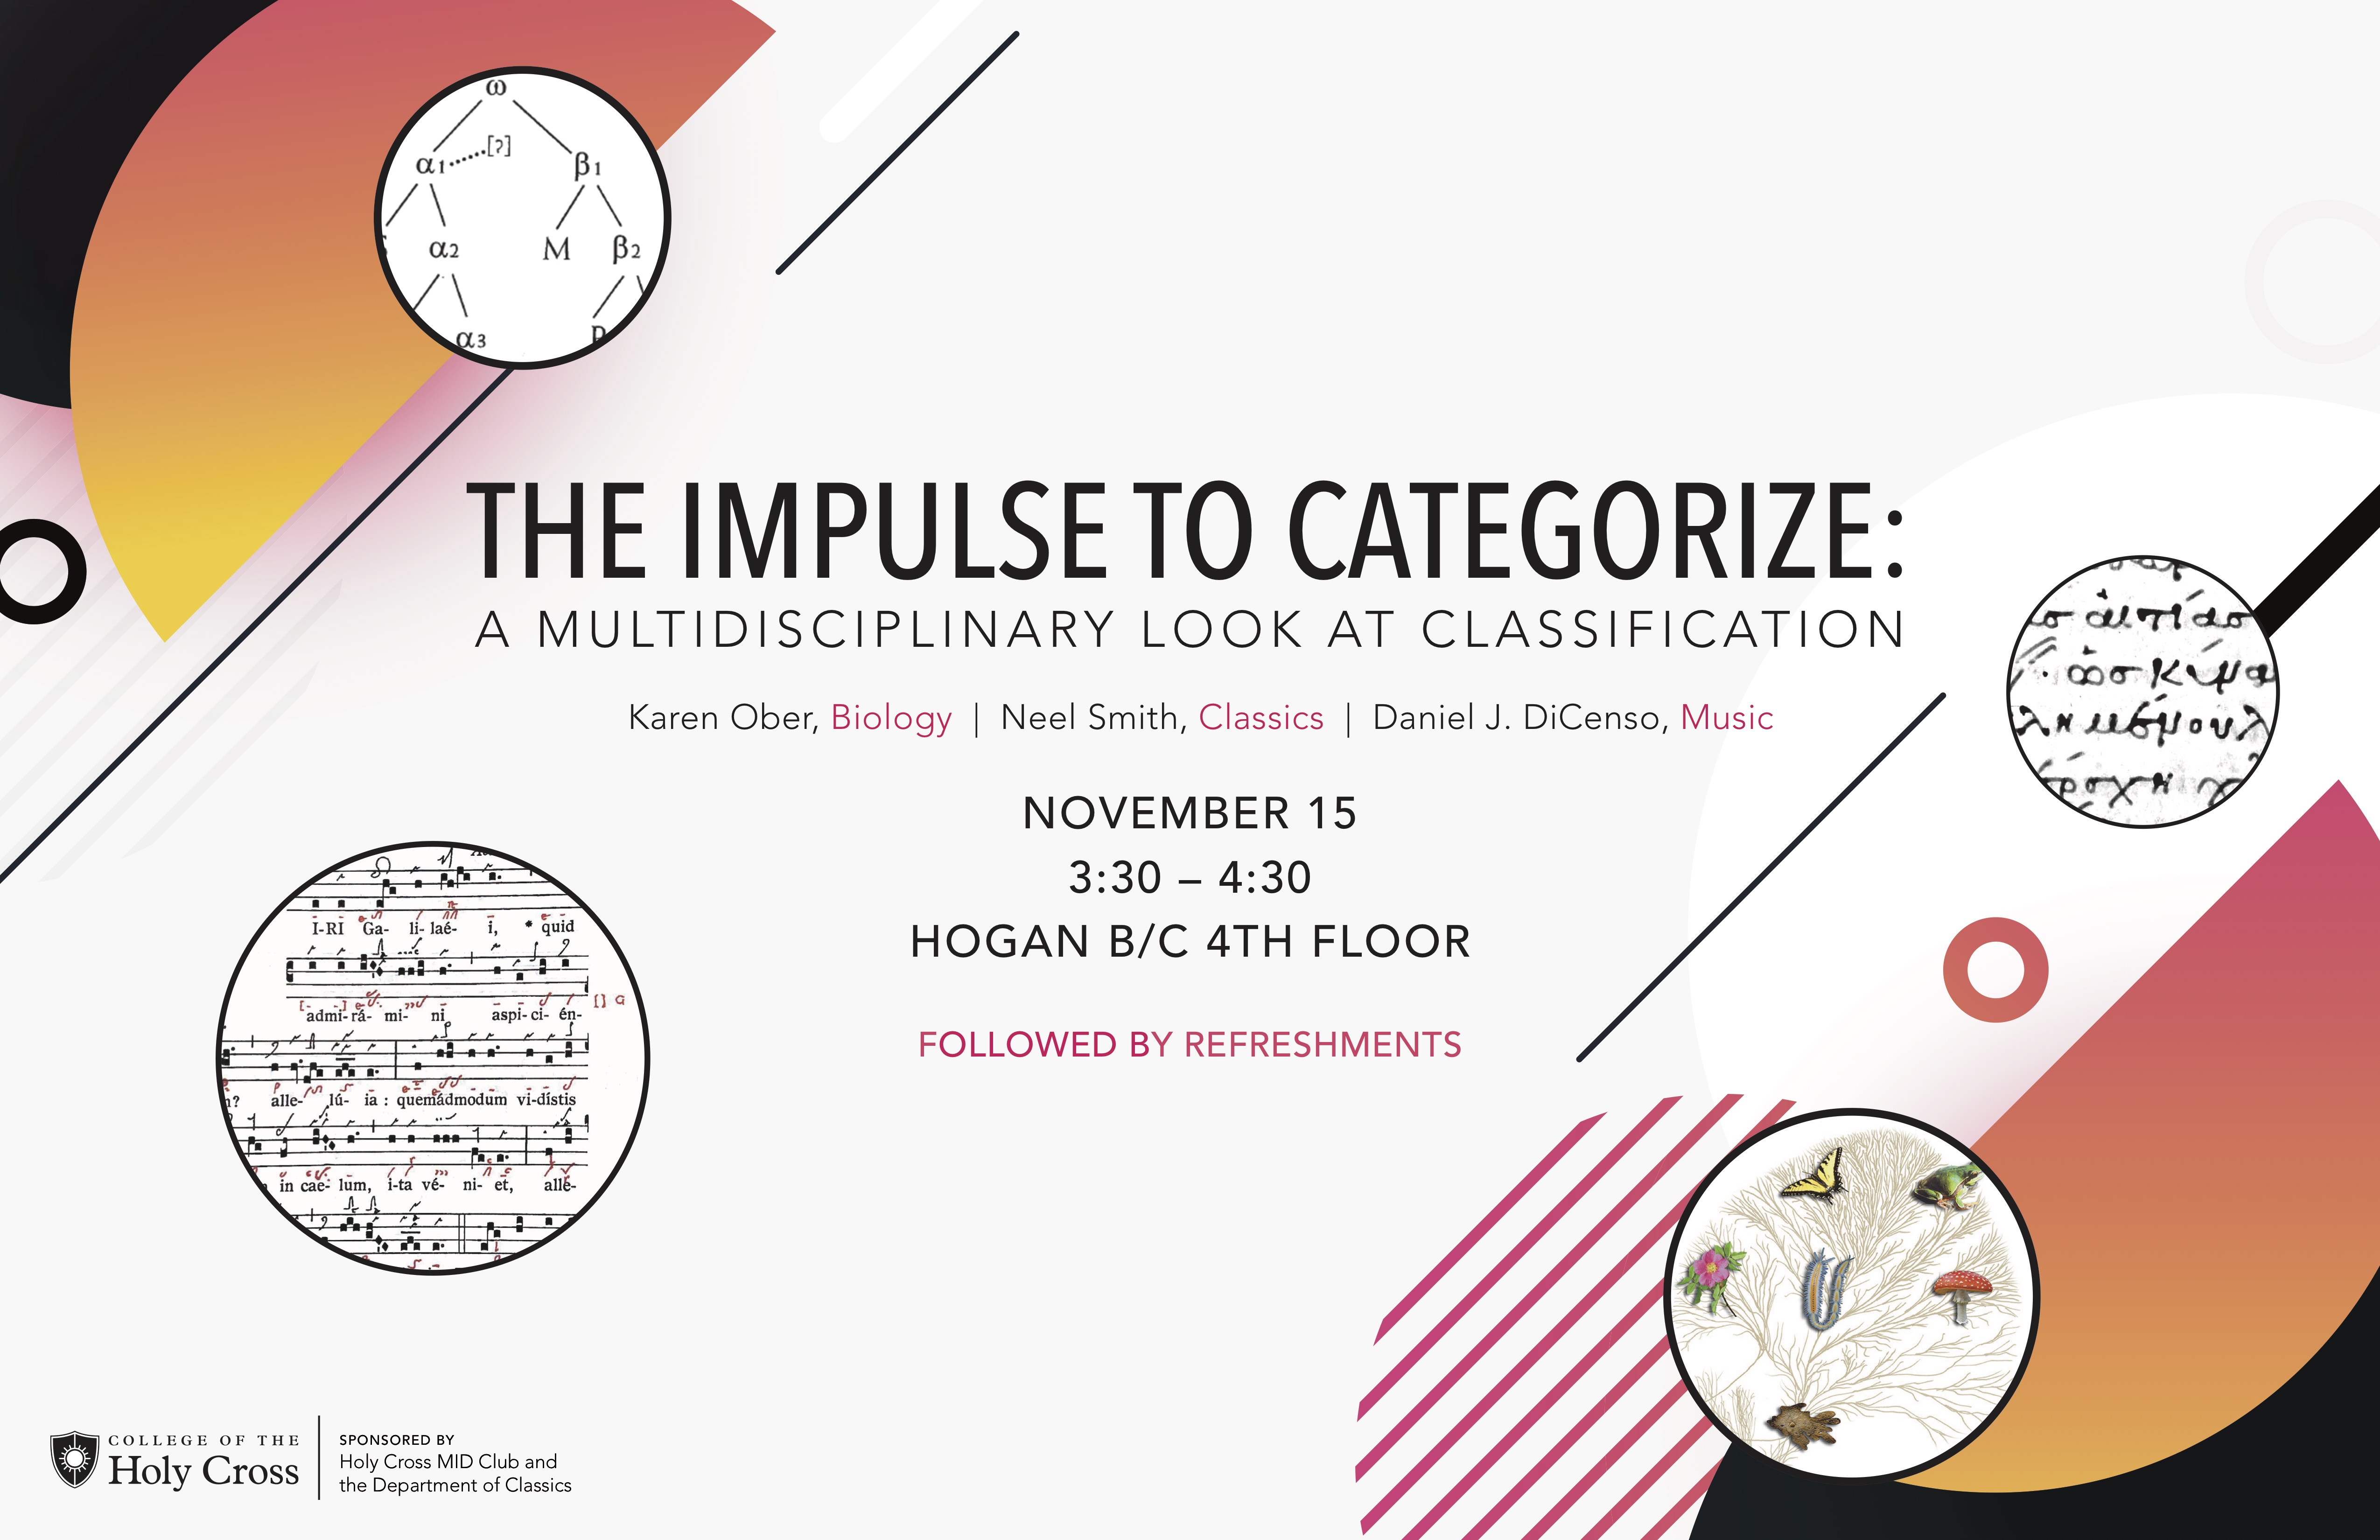 ω
α1 [?] β1
α2 M β2
α3
THE IMPULSE TO CATEGORIZE:
A MULTIDISCIPLINARY LOOK AT CLASSIFICATION
Karen Ober, Biology | Neel Smith, Classics | Daniel J. DiCenso, Music
NOVEMBER 15
3:30 – 4:30
HOGAN B/C 4TH FLOOR
FOLLOWED BY REFRESHMENTS
I-RI Ga- li- laé- i, * quid
admi- rá- mi- ni aspi- ci- én-
alle- lú- ia : quemádmodum vi-dístis
in cae- lum, i-ta vé- ni- et, alle-
COLLEGE OF THE
Holy Cross
SPONSORED BY
Holy Cross MID Club and
the Department of Classics